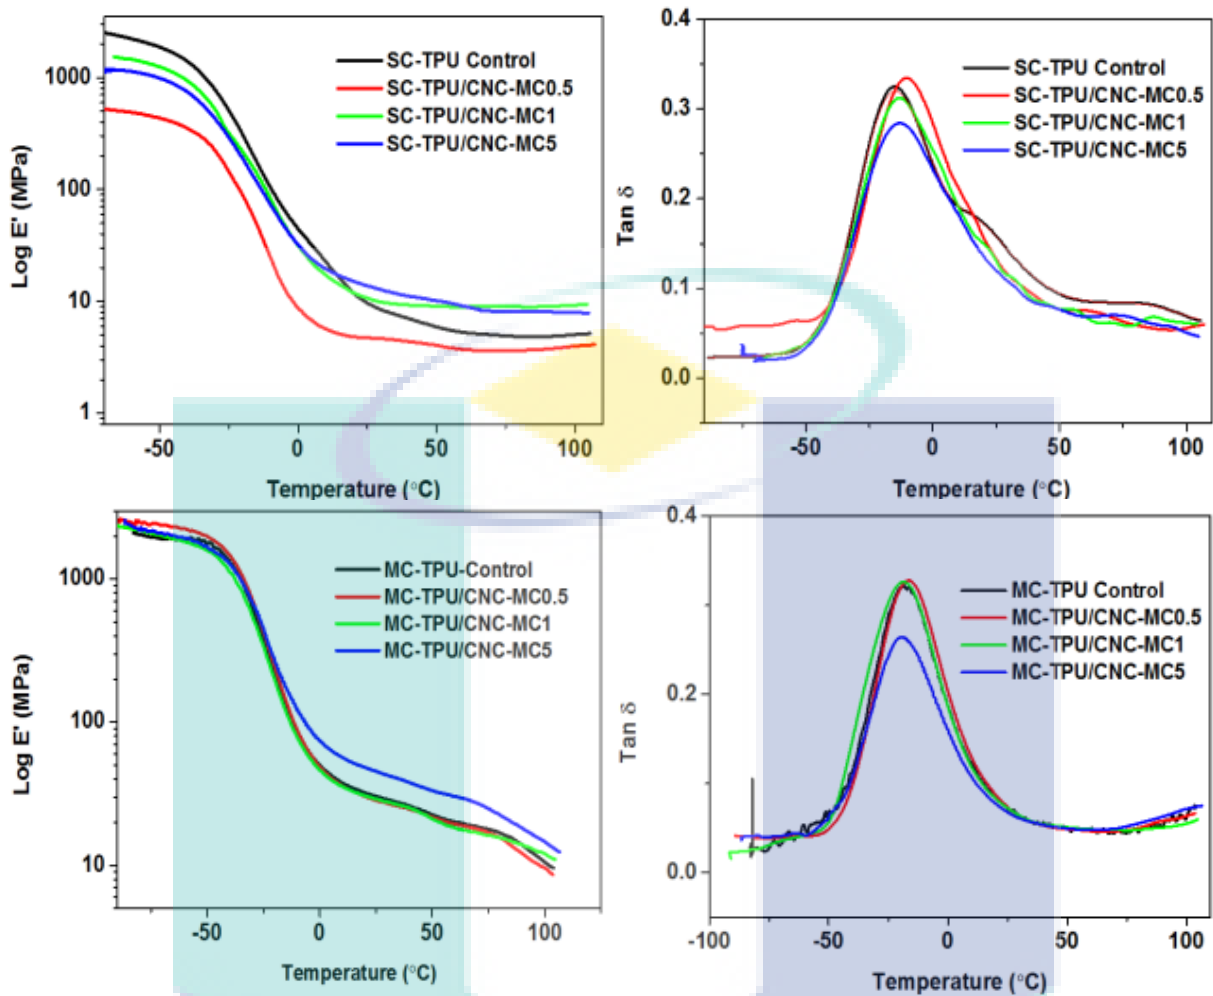 SC-TPU Control
SC-TPU/CNC-MC0.5
SC-TPU/CNC-MC1
SC-TPU/CNC-MC5
Log E' (MPa)
1000
100
10
1
-50 0 50 100
Temperature (°C)
0.4
0.3
0.2
0.1
0.0
Tan δ
SC-TPU Control
SC-TPU/CNC-MC0.5
SC-TPU/CNC-MC1
SC-TPU/CNC-MC5
-50 0 50 100
Temperature (°C)
MC-TPU-Control
MC-TPU/CNC-MC0.5
MC-TPU/CNC-MC1
MC-TPU/CNC-MC5
Log E' (MPa)
1000
100
10
-50 0 50 100
Temperature (°C)
0.4
0.2
0.0
Tan δ
MC-TPU Control
MC-TPU/CNC-MC0.5
MC-TPU/CNC-MC1
MC-TPU/CNC-MC5
-100 -50 0 50 100
Temperature (°C)